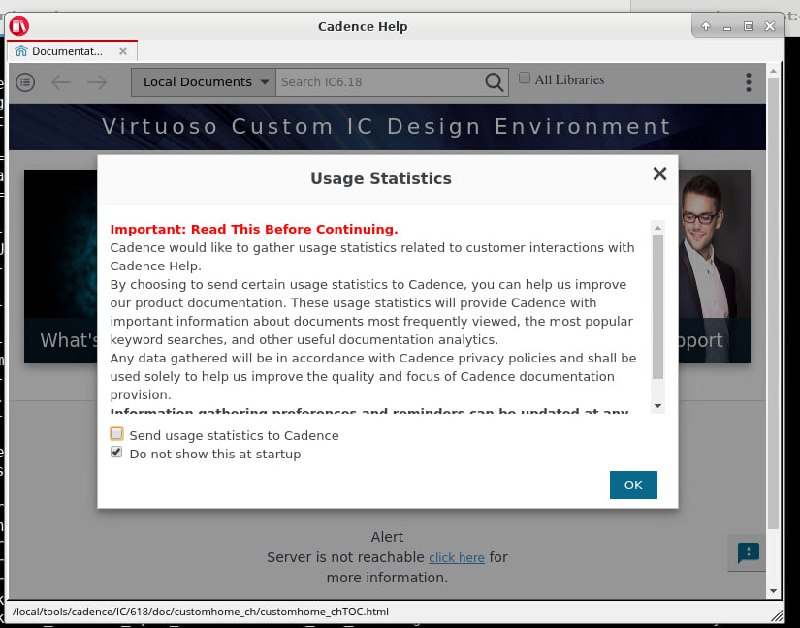 Cadence Help
Documentat...
Local Documents
Search IC6.18
All Libraries
Virtuoso Custom IC Design Environment
Usage Statistics
Important: Read This Before Continuing.
Cadence would like to gather usage statistics related to customer interactions with
Cadence Help.
By choosing to send certain usage statistics to Cadence, you can help us improve
our product documentation. These usage statistics will provide Cadence with
important information about documents most frequently viewed, the most popular
keyword searches, and other useful documentation analytics.
Any data gathered will be in accordance with Cadence privacy policies and shall be
used solely to help us improve the quality and focus of Cadence documentation
provision.
Information gathering preferences and reminders can be updated at any
What's
pport
Send usage statistics to Cadence
Do not show this at startup
OK
Alert
Server is not reachable click here for
more information.
/local/tools/cadence/IC/618/doc/customhome_ch/customhome_chTOC.html